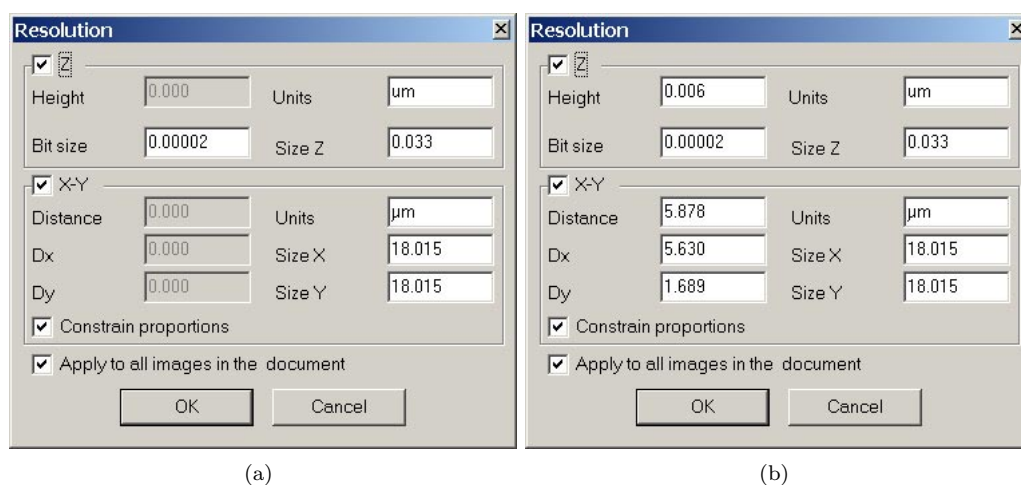 Resolution
Z
Height 0.000 Units um
Bit size 0.00002 Size Z 0.033
X-Y
Distance 0.000 Units µm
Dx 0.000 Size X 18.015
Dy 0.000 Size Y 18.015
Constrain proportions
Apply to all images in the document
OK Cancel
(a)
Resolution
Z
Height 0.006 Units um
Bit size 0.00002 Size Z 0.033
X-Y
Distance 5.878 Units µm
Dx 5.630 Size X 18.015
Dy 1.689 Size Y 18.015
Constrain proportions
Apply to all images in the document
OK Cancel
(b)